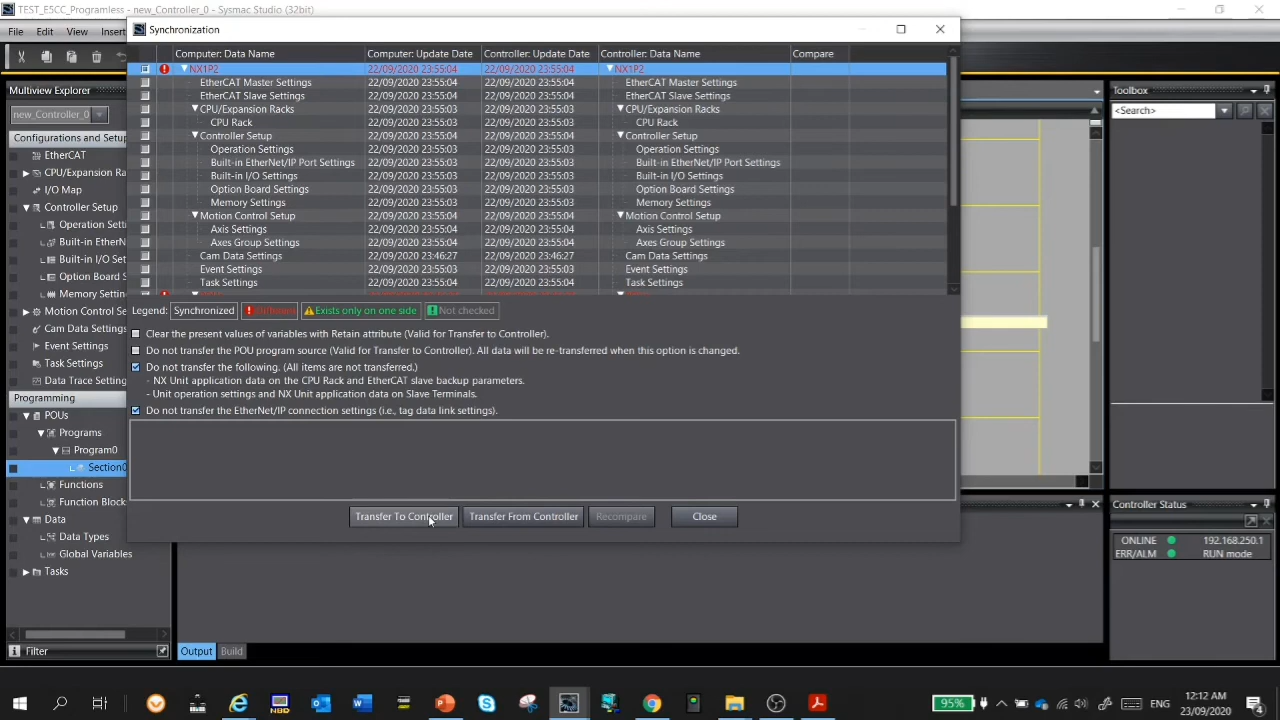 TEST_E5CC_Programless - new_Controller_0 - Sysmac Studio (32bit)
File Edit View Insert
Synchronization
Multiview Explorer
new_Controller_0
Configurations and Setup
EtherCAT
CPU/Expansion Ra
I/O Map
Controller Setup
Operation Setti
Built-in EtherN
Built-in I/O Set
Option Board S
Memory Setting
Motion Control Se
Cam Data Settings
Event Settings
Task Settings
Data Trace Setting
Programming
POUs
Programs
Program0
Section0
Functions
Function Block
Data
Data Types
Global Variables
Tasks
Filter
Computer: Data Name Computer: Update Date Controller: Update Date Controller: Data Name Compare
NX1P2 22/09/2020 23:55:04 22/09/2020 23:55:04 NX1P2
EtherCAT Master Settings 22/09/2020 23:55:04 22/09/2020 23:55:04 EtherCAT Master Settings
EtherCAT Slave Settings 22/09/2020 23:55:04 22/09/2020 23:55:04 EtherCAT Slave Settings
CPU/Expansion Racks 22/09/2020 23:55:03 22/09/2020 23:55:03 CPU/Expansion Racks
CPU Rack 22/09/2020 23:55:03 22/09/2020 23:55:03 CPU Rack
Controller Setup 22/09/2020 23:55:04 22/09/2020 23:55:04 Controller Setup
Operation Settings 22/09/2020 23:55:03 22/09/2020 23:55:03 Operation Settings
Built-in EtherNet/IP Port Settings 22/09/2020 23:55:03 22/09/2020 23:55:03 Built-in EtherNet/IP Port Settings
Built-in I/O Settings 22/09/2020 23:55:03 22/09/2020 23:55:03 Built-in I/O Settings
Option Board Settings 22/09/2020 23:55:03 22/09/2020 23:55:03 Option Board Settings
Memory Settings 22/09/2020 23:55:03 22/09/2020 23:55:03 Memory Settings
Motion Control Setup 22/09/2020 23:55:04 22/09/2020 23:55:04 Motion Control Setup
Axis Settings 22/09/2020 23:55:04 22/09/2020 23:55:04 Axis Settings
Axes Group Settings 22/09/2020 23:55:04 22/09/2020 23:55:04 Axes Group Settings
Cam Data Settings 22/09/2020 23:46:27 22/09/2020 23:46:27 Cam Data Settings
Event Settings 22/09/2020 23:55:03 22/09/2020 23:55:03 Event Settings
Task Settings 22/09/2020 23:55:04 22/09/2020 23:55:04 Task Settings
Legend: Synchronized Different Exists only on one side Not checked
Clear the present values of variables with Retain attribute (Valid for Transfer to Controller).
Do not transfer the POU program source (Valid for Transfer to Controller). All data will be re-transferred when this option is changed.
Do not transfer the following. (All items are not transferred.)
- NX Unit application data on the CPU Rack and EtherCAT slave backup parameters.
- Unit operation settings and NX Unit application data on Slave Terminals.
Do not transfer the EtherNet/IP connection settings (i.e., tag data link settings).
Transfer To Controller Transfer From Controller Recompare Close
Output Build
Toolbox
<Search>
Controller Status
ONLINE 192.168.250.1
ERR/ALM RUN mode
95% ENG
12:12 AM
23/09/2020